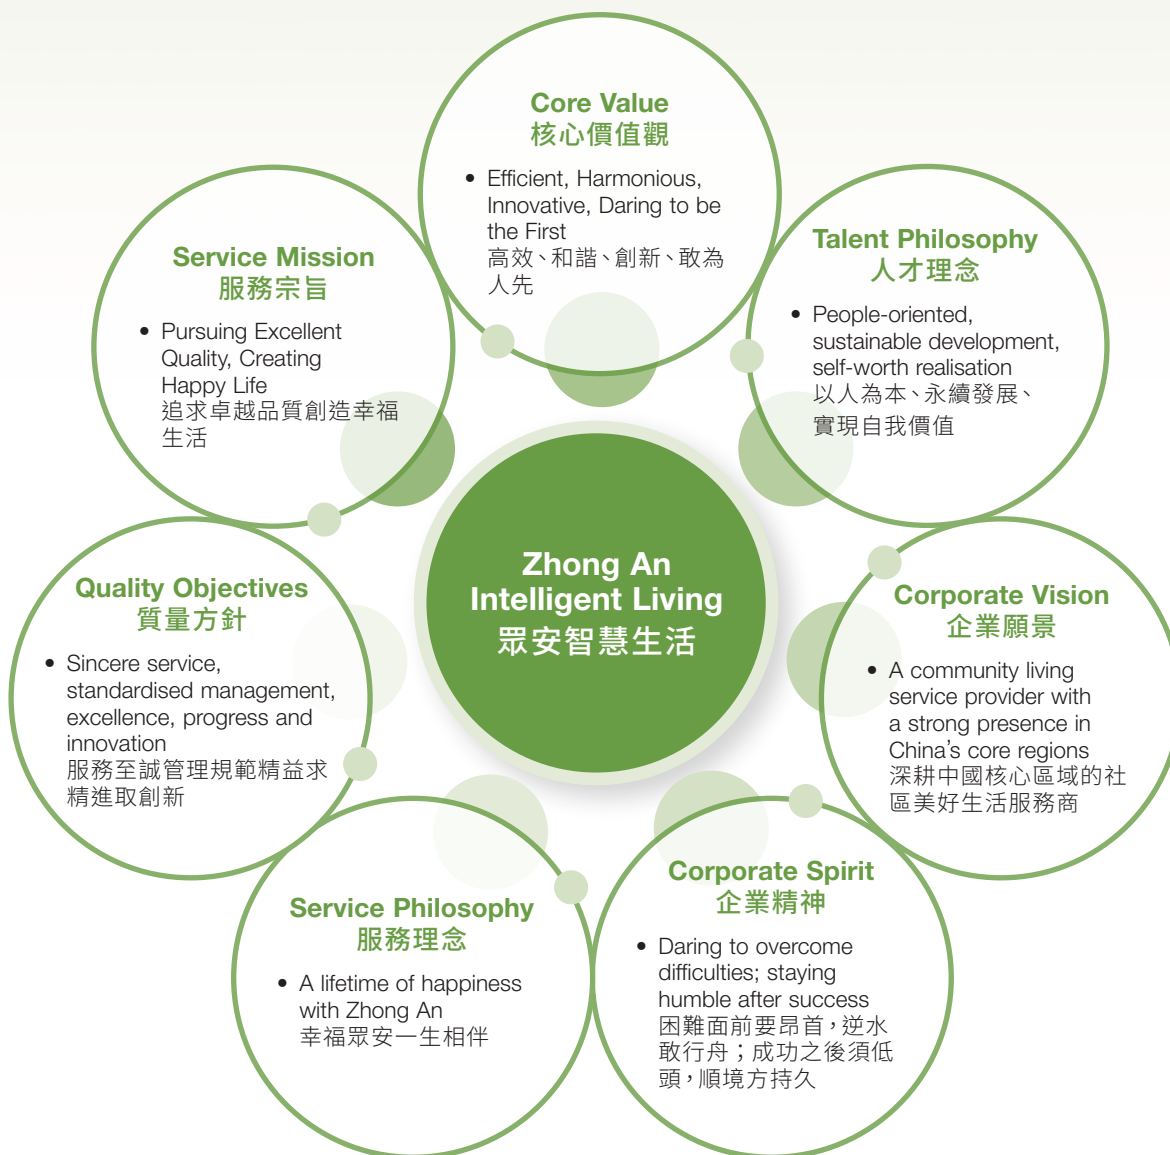 Core Value
核心價值觀
• Efficient, Harmonious,
Innovative, Daring to be
the First
高效、和諧、創新、敢為
人先
Talent Philosophy
人才理念
• People-oriented,
sustainable development,
self-worth realisation
以人為本、永續發展、
實現自我價值
Corporate Vision
企業願景
• A community living
service provider with
a strong presence in
China’s core regions
深耕中國核心區域的社
區美好生活服務商
Corporate Spirit
企業精神
• Daring to overcome
difficulties; staying
humble after success
困難面前要昂首，逆水
敢行舟；成功之後須低
頭，順境方持久
Service Philosophy
服務理念
• A lifetime of happiness
with Zhong An
幸福眾安一生相伴
Quality Objectives
質量方針
• Sincere service,
standardised management,
excellence, progress and
innovation
服務至誠管理規範精益求
精進取創新
Service Mission
服務宗旨
• Pursuing Excellent
Quality, Creating
Happy Life
追求卓越品質創造幸福
生活
Zhong An
Intelligent Living
眾安智慧生活